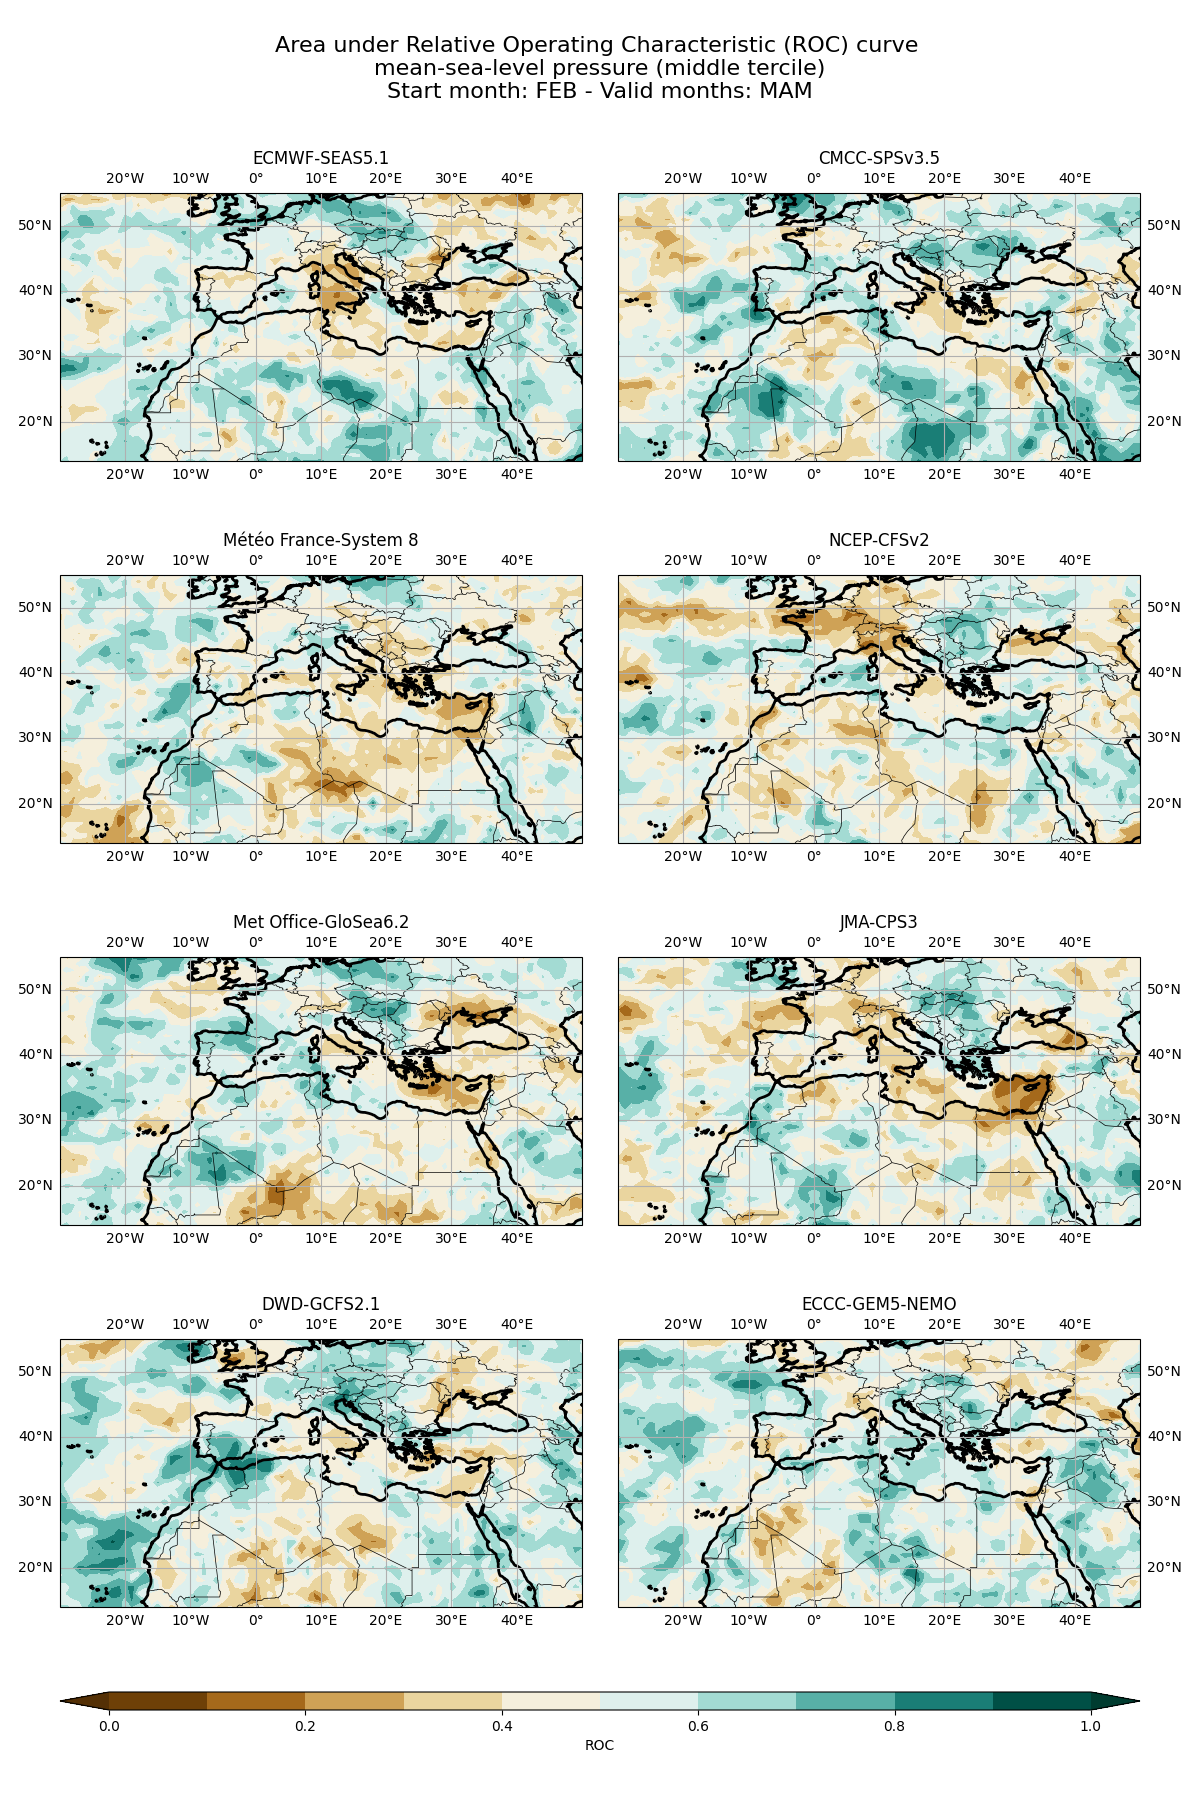 Area under Relative Operating Characteristic (ROC) curve
mean-sea-level pressure (middle tercile)
Start month: FEB - Valid months: MAM
ECMWF-SEAS5.1 CMCC-SPSv3.5
20°W 10°W 0° 10°E 20°E 30°E 40°E 20°W 10°W 0° 10°E 20°E 30°E 40°E
50°N 50°N
40°N 40°N
30°N 30°N
20°N 20°N
20°W 10°W 0° 10°E 20°E 30°E 40°E 20°W 10°W 0° 10°E 20°E 30°E 40°E
Météo France-System 8 NCEP-CFSv2
20°W 10°W 0° 10°E 20°E 30°E 40°E 20°W 10°W 0° 10°E 20°E 30°E 40°E
50°N 50°N
40°N 40°N
30°N 30°N
20°N 20°N
20°W 10°W 0° 10°E 20°E 30°E 40°E 20°W 10°W 0° 10°E 20°E 30°E 40°E
Met Office-GloSea6.2 JMA-CPS3
20°W 10°W 0° 10°E 20°E 30°E 40°E 20°W 10°W 0° 10°E 20°E 30°E 40°E
50°N 50°N
40°N 40°N
30°N 30°N
20°N 20°N
20°W 10°W 0° 10°E 20°E 30°E 40°E 20°W 10°W 0° 10°E 20°E 30°E 40°E
DWD-GCFS2.1 ECCC-GEM5-NEMO
20°W 10°W 0° 10°E 20°E 30°E 40°E 20°W 10°W 0° 10°E 20°E 30°E 40°E
50°N 50°N
40°N 40°N
30°N 30°N
20°N 20°N
20°W 10°W 0° 10°E 20°E 30°E 40°E 20°W 10°W 0° 10°E 20°E 30°E 40°E
0.0 0.2 0.4 0.6 0.8 1.0
ROC